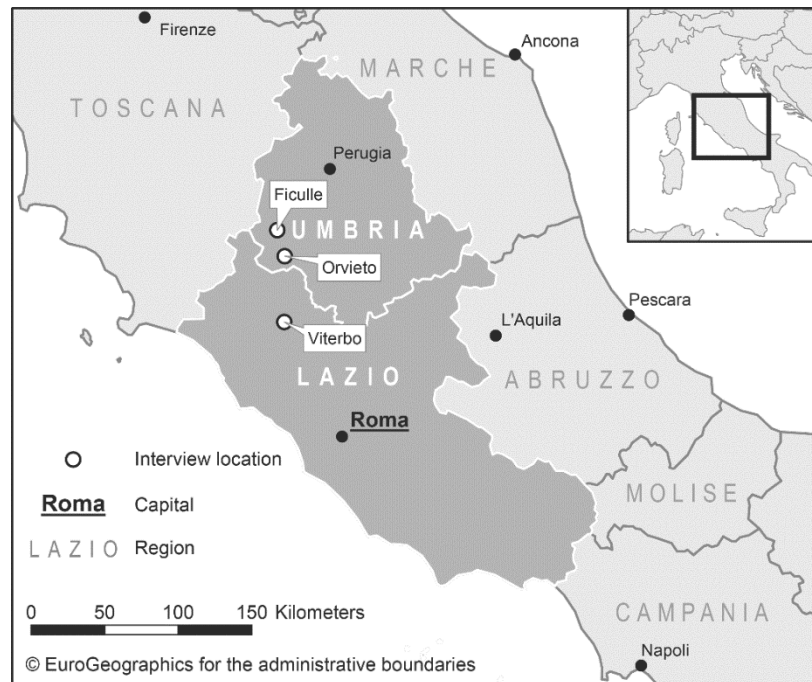 Firenze
Ancona
MARCHE
TOSCANA
Perugia
Ficulle
UMBRIA
Orvieto
Pescara
L'Aquila
Viterbo
ABRUZZO
LAZIO
Roma
Interview location
MOLISE
Roma Capital
LAZIO Region
0 50 100 150 Kilometers
CAMPANIA
Napoli
© EuroGeographics for the administrative boundaries